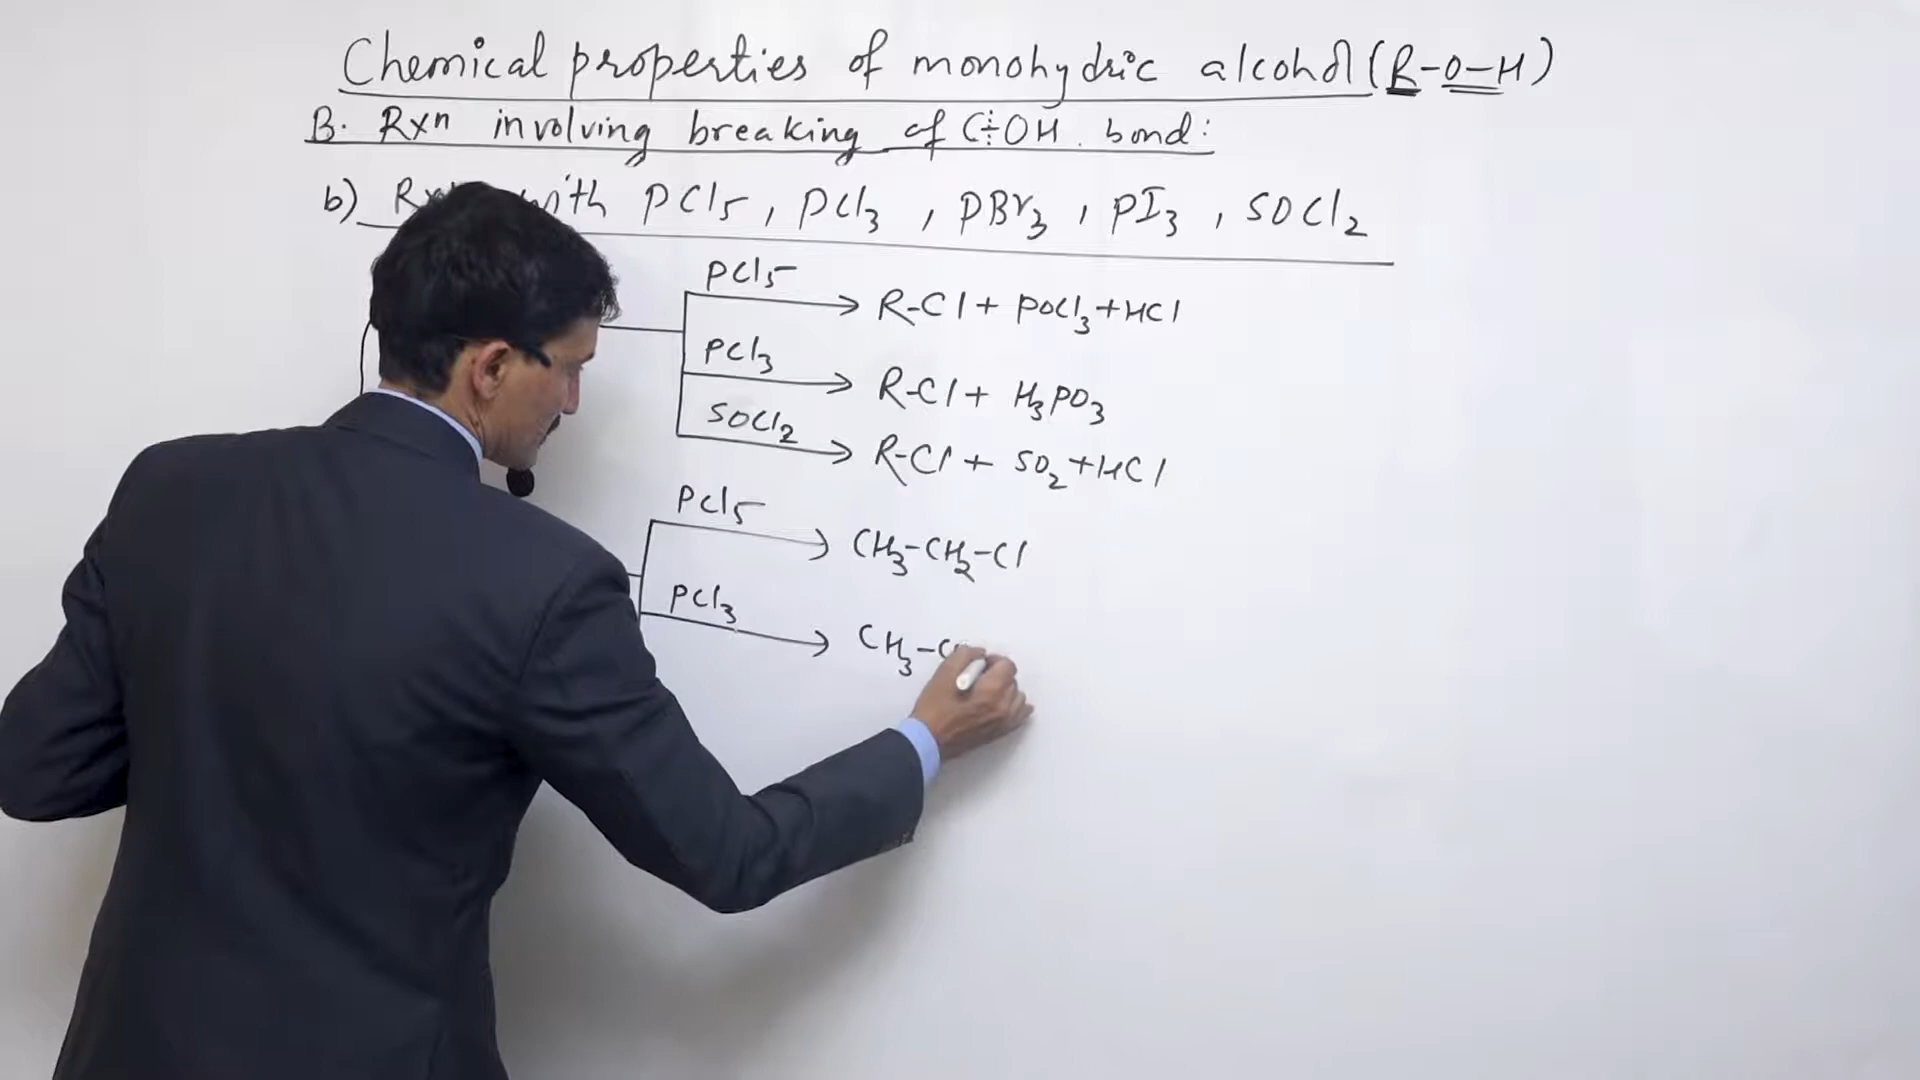 Chemical properties of monohydric alcohol (R-O-H)
B. Rxn involving breaking of C-OH bond:
b) with PCl5, PCl3, PBr3, PI3, SOCl2
PCl5
R-Cl + POCl3 + HCl
PCl3
R-Cl + H3PO3
SOCl2
R-Cl + SO2 + HCl
PCl5
CH3-CH2-Cl
PCl3
CH3-C